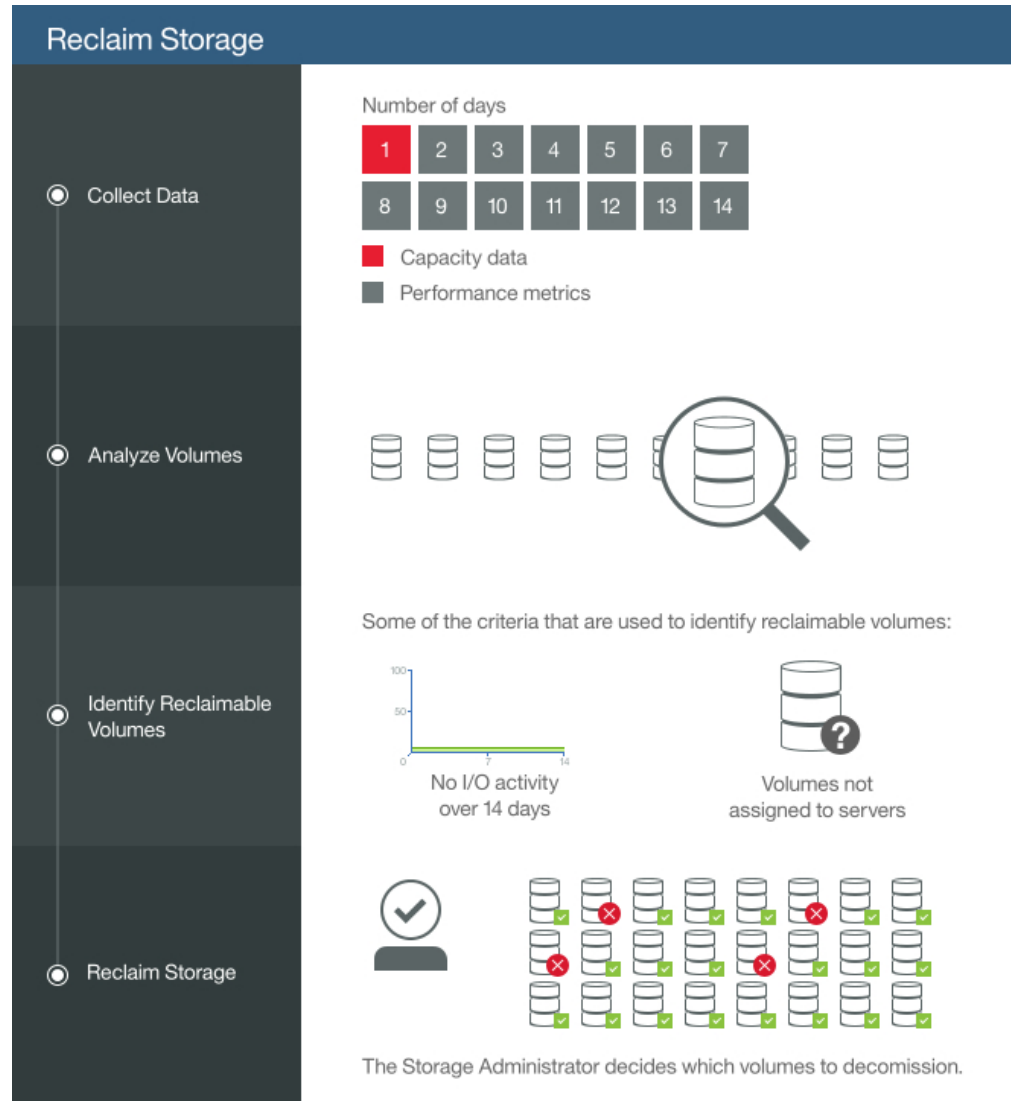 Reclaim Storage
Collect Data
Number of days
1 2 3 4 5 6 7
8 9 10 11 12 13 14
Capacity data
Performance metrics
Analyze Volumes
Identify Reclaimable
Volumes
Some of the criteria that are used to identify reclaimable volumes:
100
50
0 7 14
No I/O activity
over 14 days
?
Volumes not
assigned to servers
Reclaim Storage
The Storage Administrator decides which volumes to decomission.